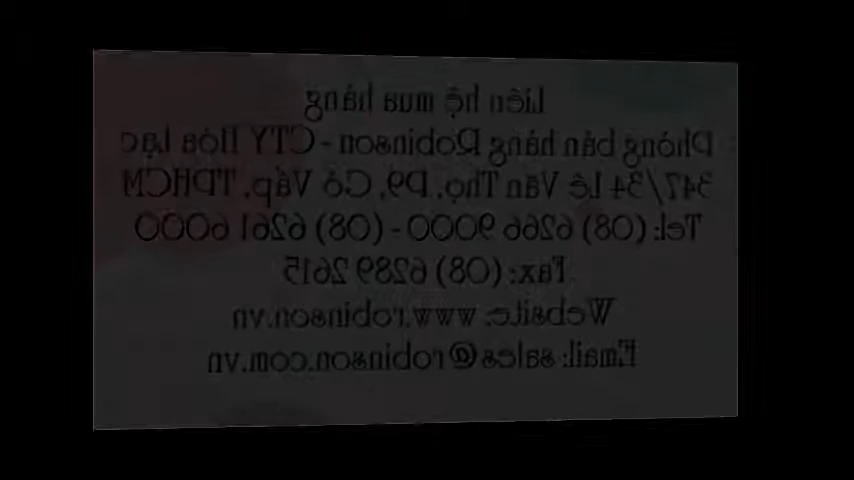 Liên hệ mua hàng
Phòng bán hàng Robinson - CTY Hòa Lạc
347/34 Lê Văn Thọ, P9, Gò Vấp, TPHCM
Tel: (08) 6266 9000 - (08) 6261 6000
Fax: (08) 6289 2615
Website: www.robinson.vn
Email: sales@robinson.com.vn